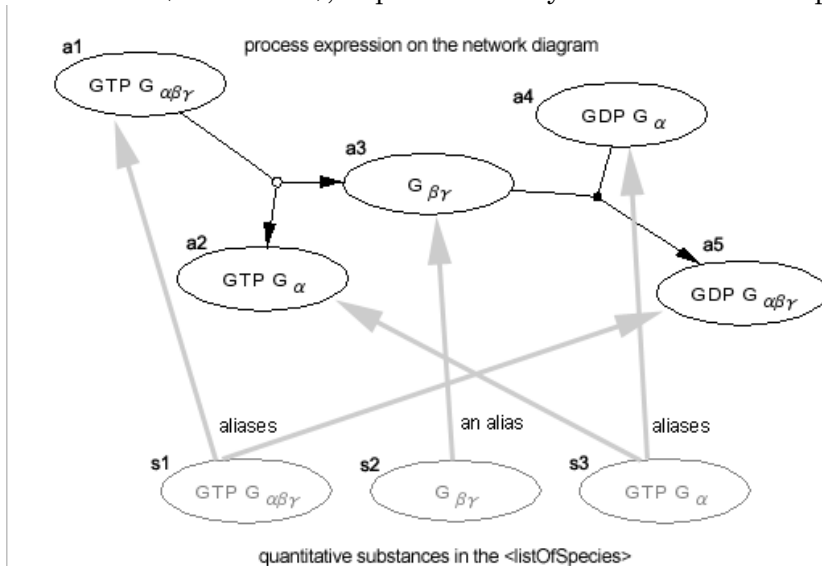 process expression on the network diagram
a1
GTP G αβγ
a4
GDP G α
a3
G βγ
a2
GTP G α
a5
GDP G αβγ
aliases
an alias
aliases
s1
GTP G αβγ
s2
G βγ
s3
GTP G α
quantitative substances in the <listOfSpecies>